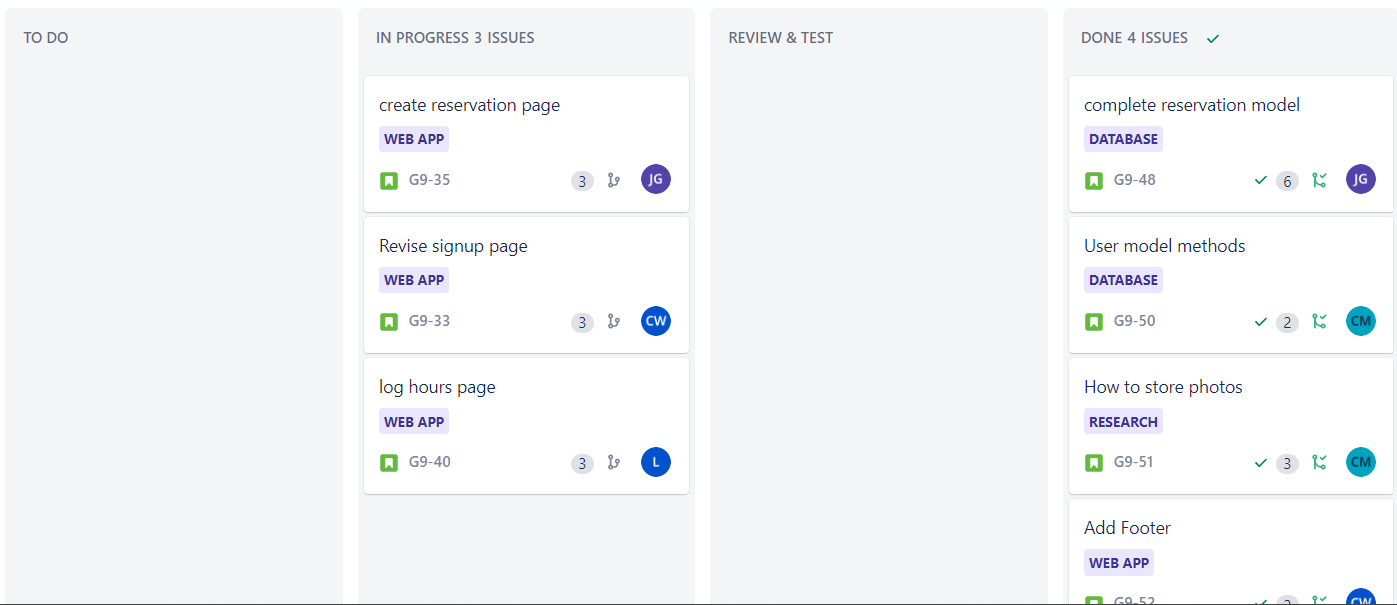 TO DO
IN PROGRESS 3 ISSUES
create reservation page
WEB APP
G9-35 3 JG
Revise signup page
WEB APP
G9-33 3 CW
log hours page
WEB APP
G9-40 3 L
REVIEW & TEST
DONE 4 ISSUES
complete reservation model
DATABASE
G9-48 6 JG
User model methods
DATABASE
G9-50 2 CM
How to store photos
RESEARCH
G9-51 3 CM
Add Footer
WEB APP
G9-52 CW